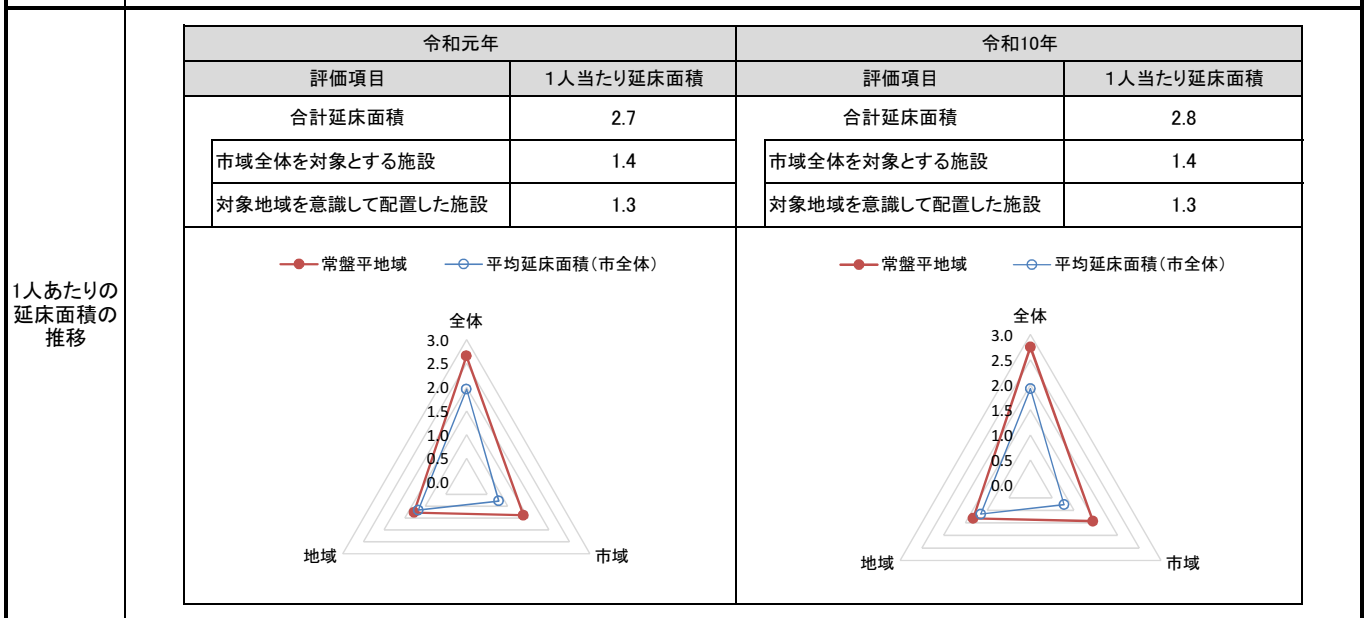 1人あたりの
延床面積の
推移
令和元年
評価項目 1人当たり延床面積
合計延床面積 2.7
市域全体を対象とする施設 1.4
対象地域を意識して配置した施設 1.3
常盤平地域 平均延床面積(市全体)
全体
3.0
2.5
2.0
1.5
1.0
0.5
0.0
地域 市域
令和10年
評価項目 1人当たり延床面積
合計延床面積 2.8
市域全体を対象とする施設 1.4
対象地域を意識して配置した施設 1.3
常盤平地域 平均延床面積(市全体)
全体
3.0
2.5
2.0
1.5
1.0
0.5
0.0
地域 市域